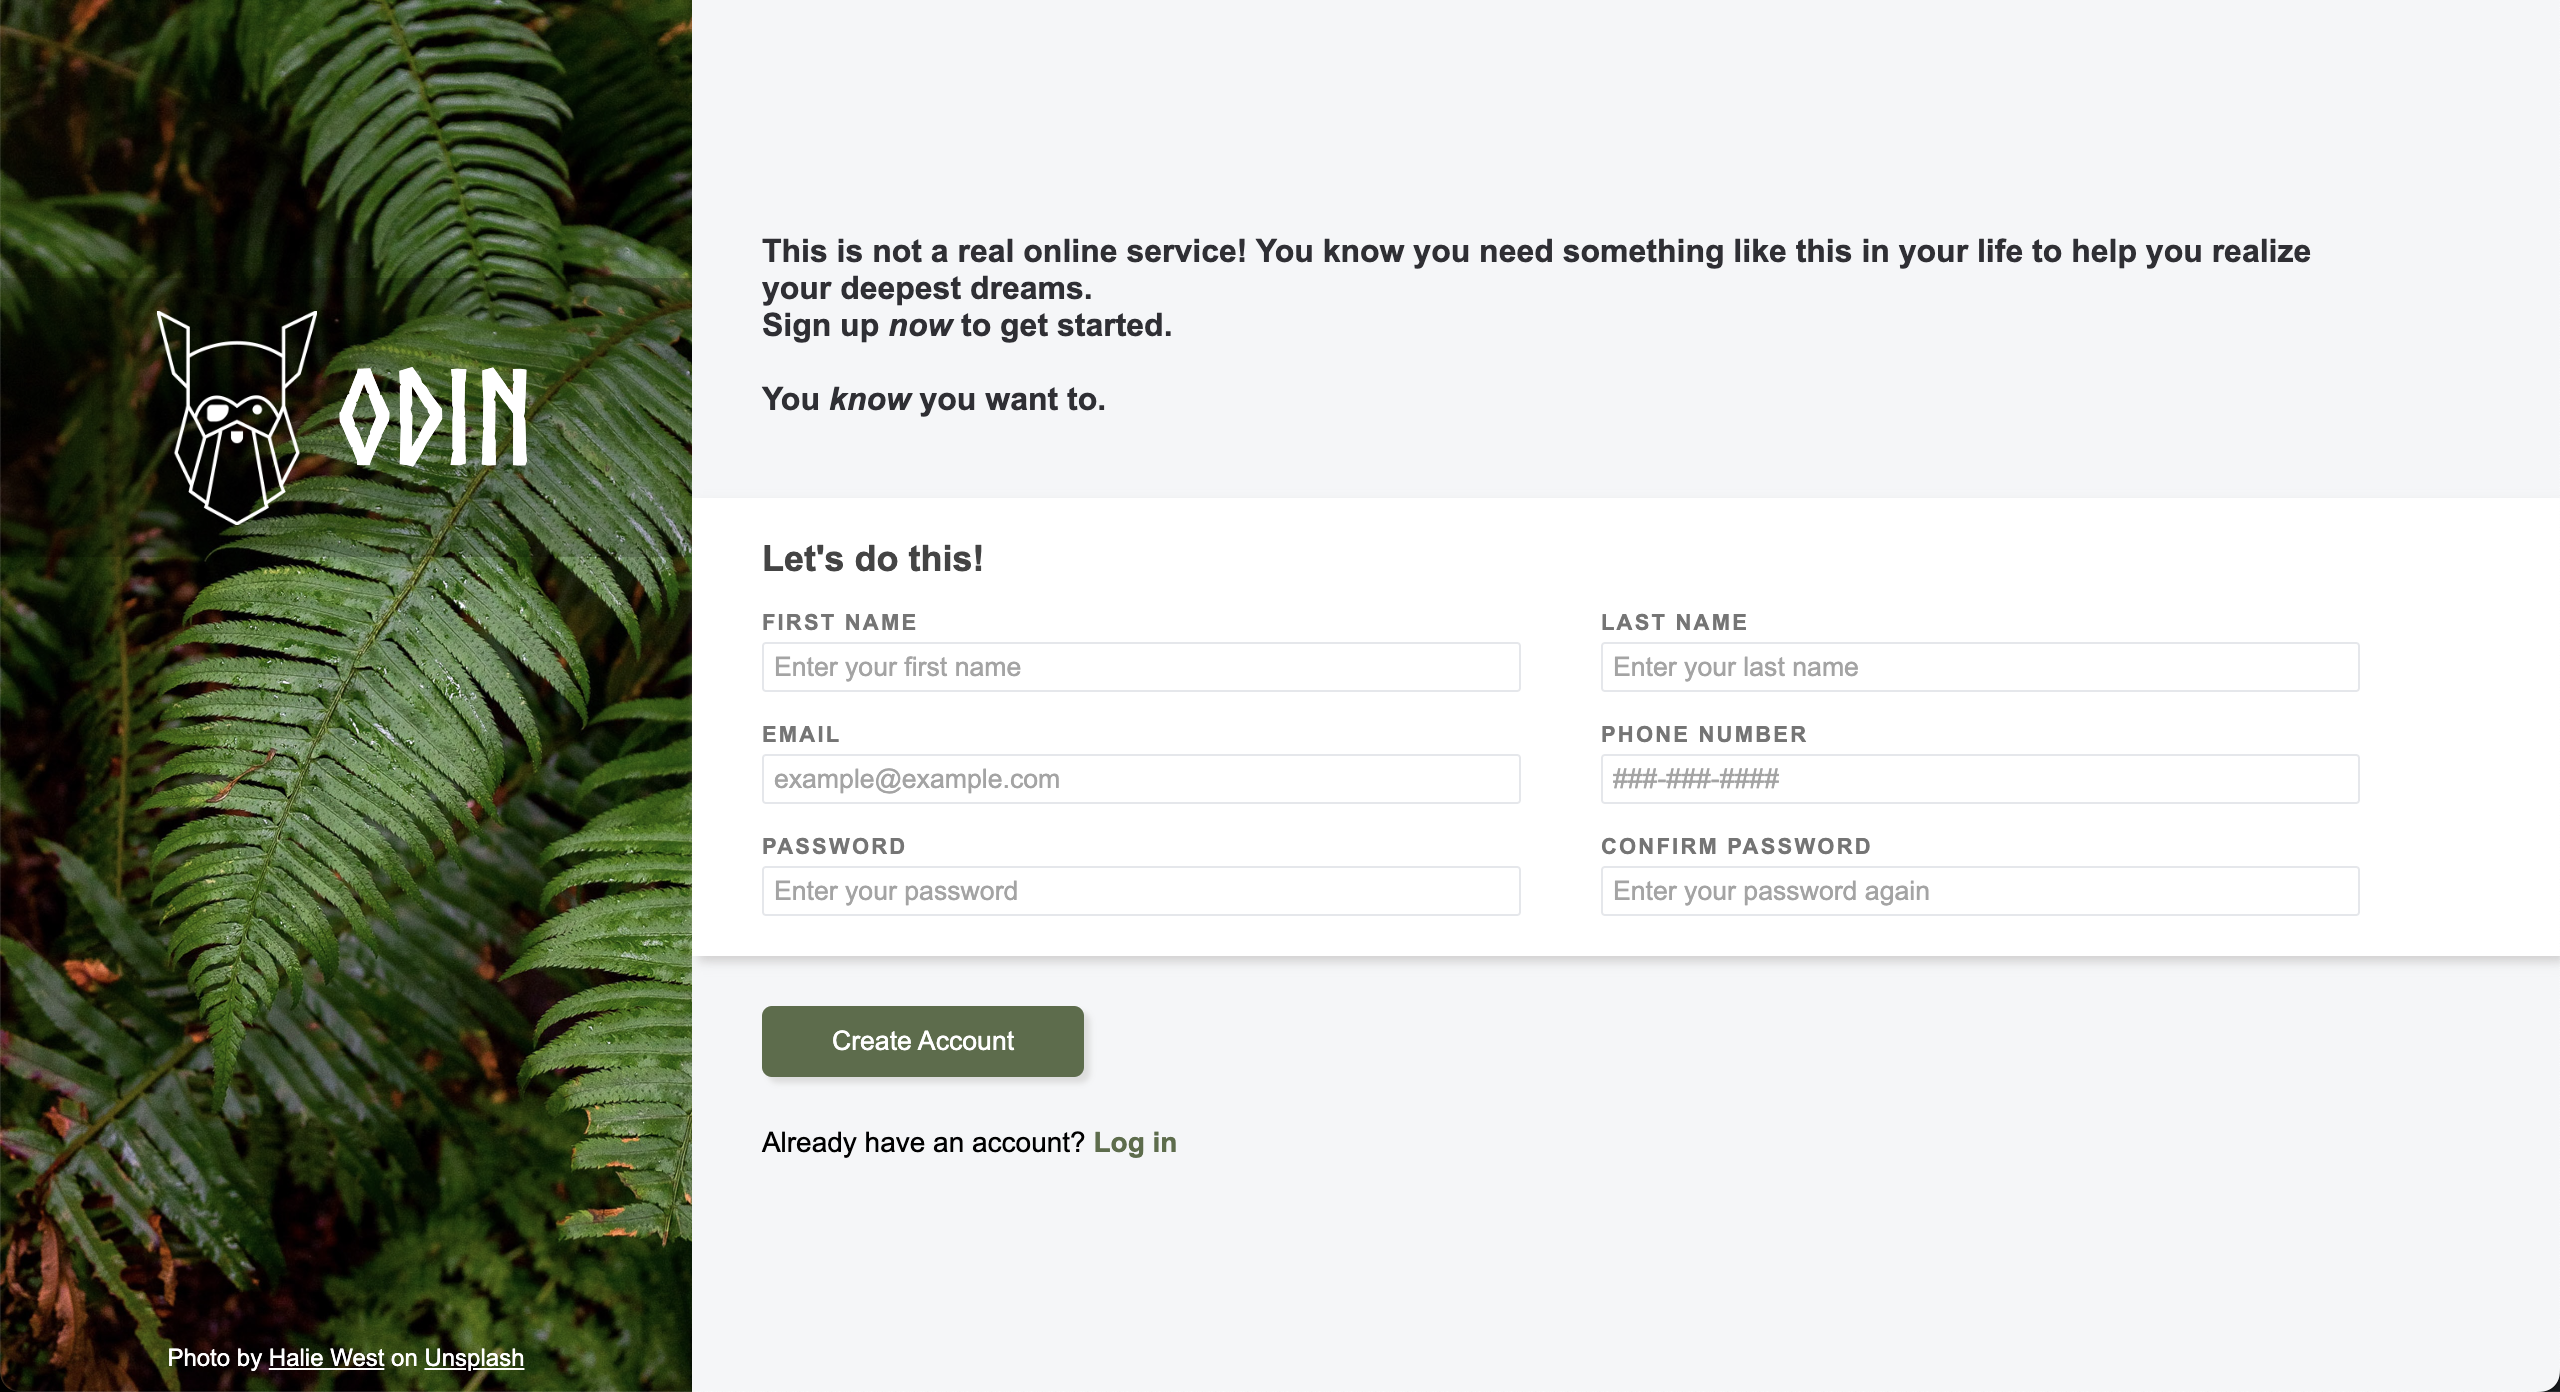 ODIN
Photo by Halie West on Unsplash
This is not a real online service! You know you need something like this in your life to help you realize
your deepest dreams.
Sign up now to get started.
You know you want to.
Let's do this!
FIRST NAME
Enter your first name
LAST NAME
Enter your last name
EMAIL
example@example.com
PHONE NUMBER
###-###-####
PASSWORD
Enter your password
CONFIRM PASSWORD
Enter your password again
Create Account
Already have an account? Log in